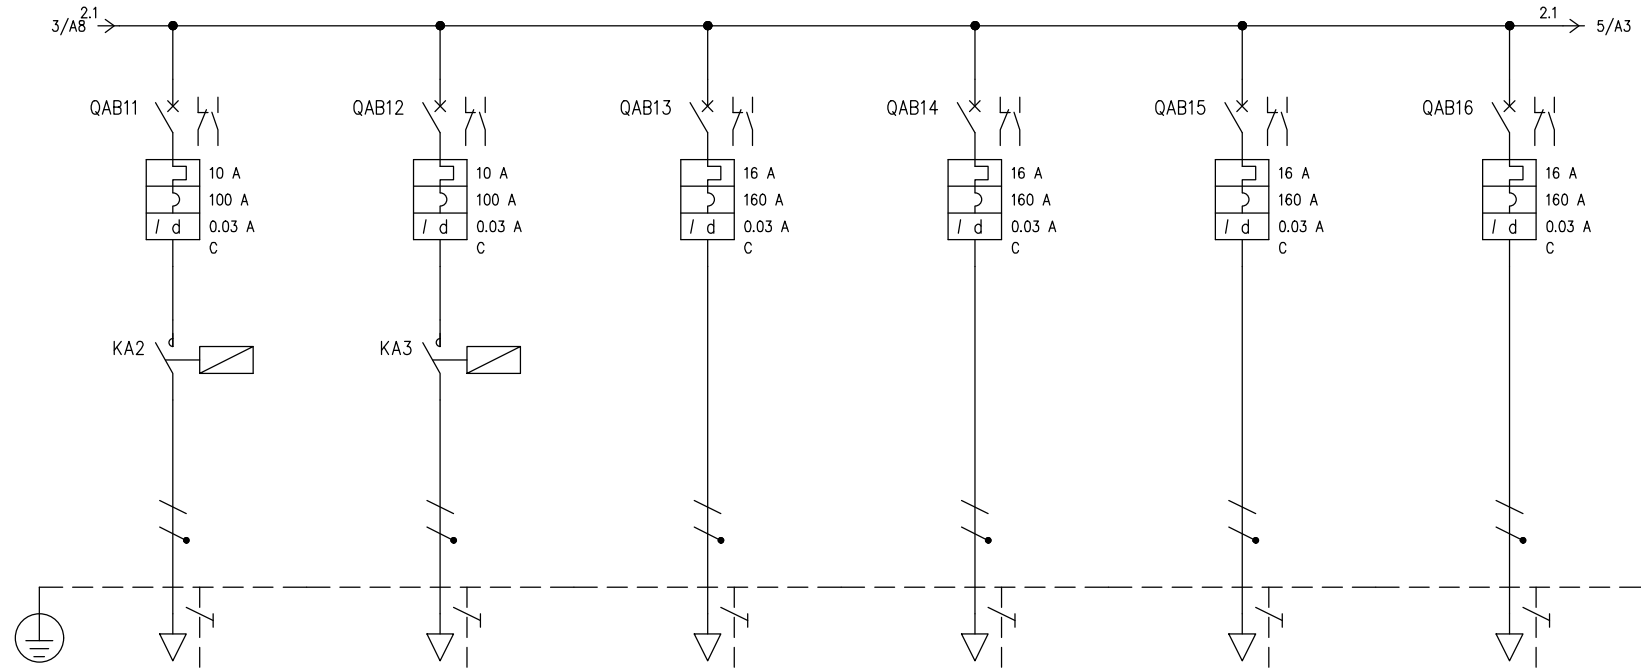 2.1
3/A8
2.1
5/A3
QAB11
QAB12
QAB13
QAB14
QAB15
QAB16
10 A
100 A
I d
0.03 A
C
10 A
100 A
I d
0.03 A
C
16 A
160 A
I d
0.03 A
C
16 A
160 A
I d
0.03 A
C
16 A
160 A
I d
0.03 A
C
16 A
160 A
I d
0.03 A
C
KA2
KA3